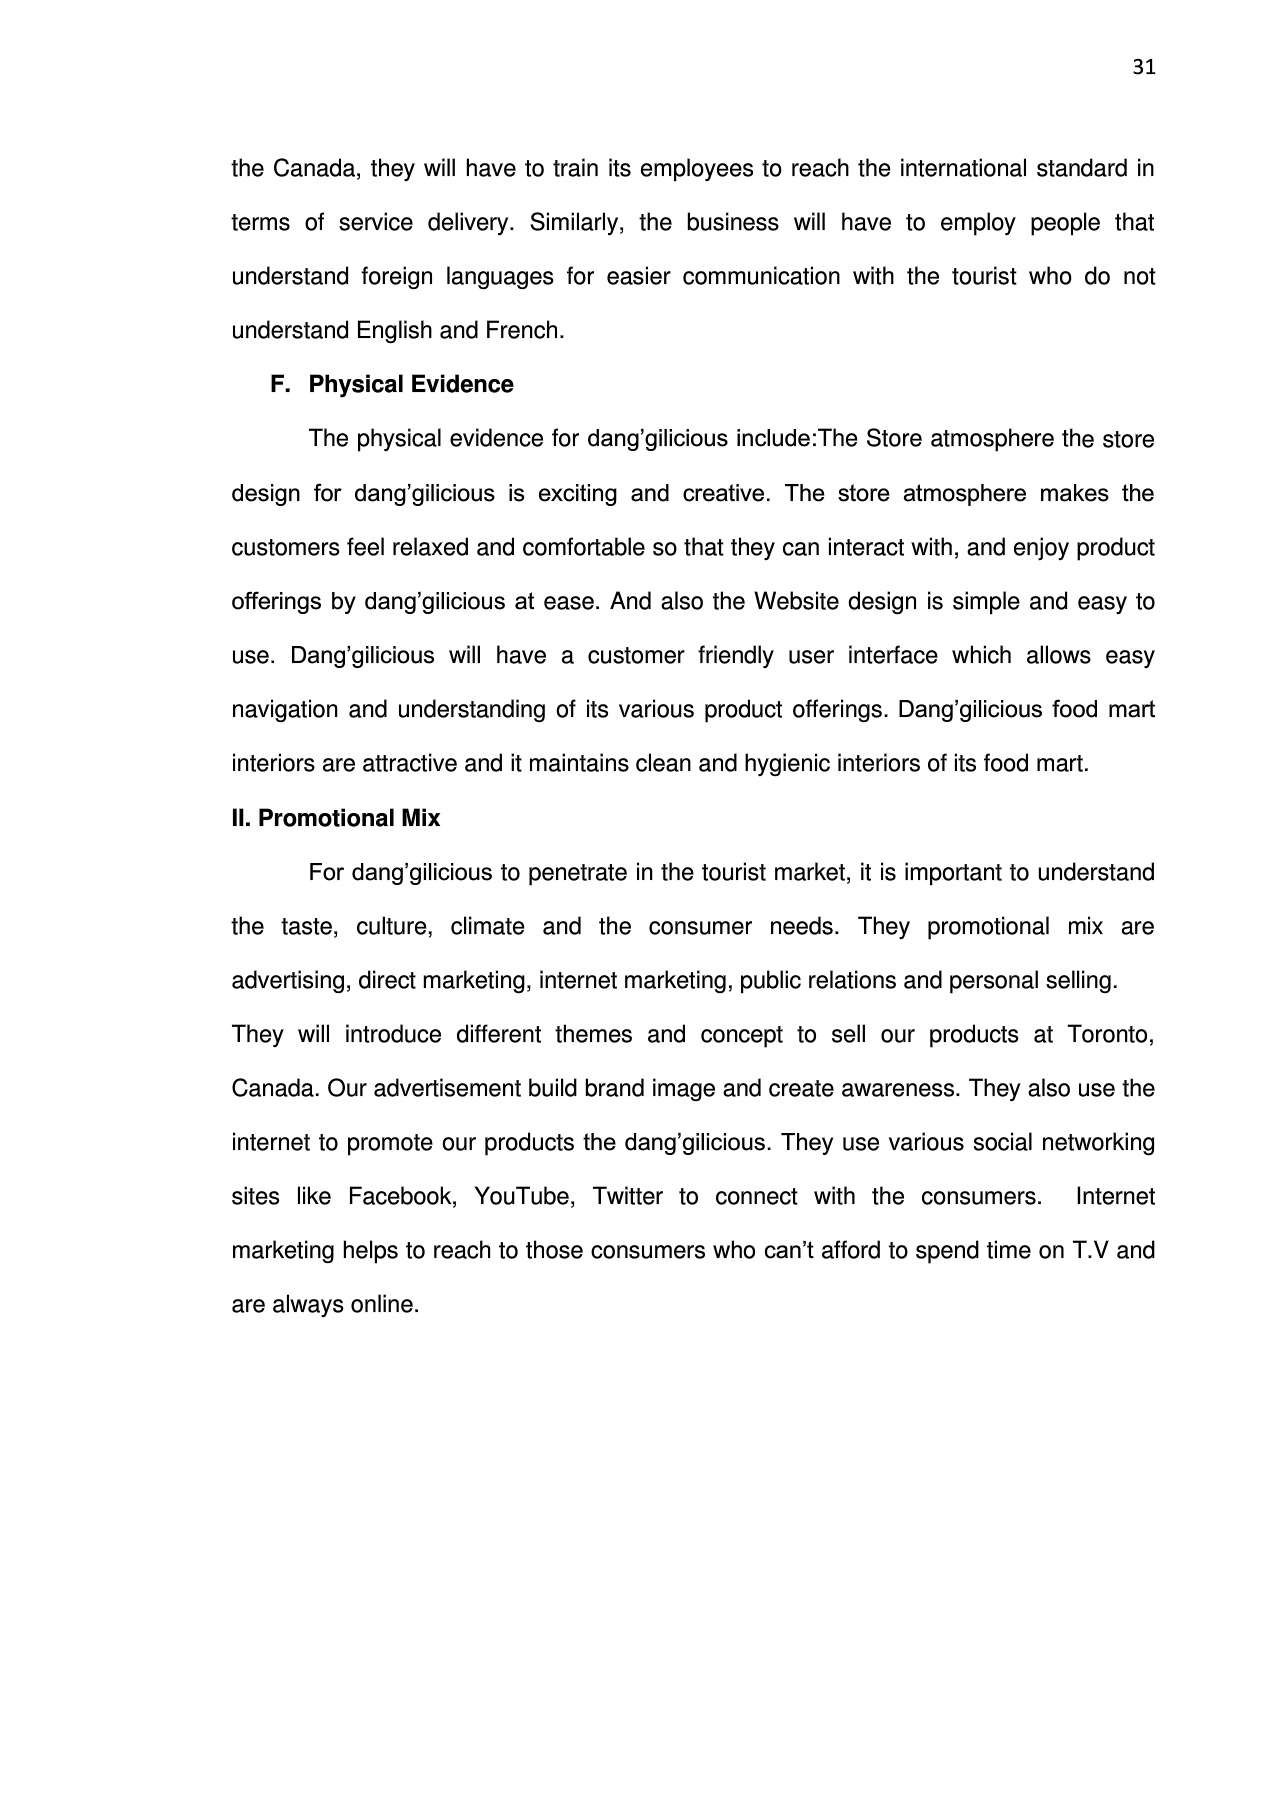 31
the Canada, they will have to train its employees to reach the international standard in
terms of service delivery. Similarly, the business will have to employ people that
understand foreign languages for easier communication with the tourist who do not
understand English and French.
F. Physical Evidence
The physical evidence for dang’gilicious include:The Store atmosphere the store
design for dang’gilicious is exciting and creative. The store atmosphere makes the
customers feel relaxed and comfortable so that they can interact with, and enjoy product
offerings by dang’gilicious at ease. And also the Website design is simple and easy to
use. Dang’gilicious will have a customer friendly user interface which allows easy
navigation and understanding of its various product offerings. Dang’gilicious food mart
interiors are attractive and it maintains clean and hygienic interiors of its food mart.
II. Promotional Mix
For dang’gilicious to penetrate in the tourist market, it is important to understand
the taste, culture, climate and the consumer needs. They promotional mix are
advertising, direct marketing, internet marketing, public relations and personal selling.
They will introduce different themes and concept to sell our products at Toronto,
Canada. Our advertisement build brand image and create awareness. They also use the
internet to promote our products the dang’gilicious. They use various social networking
sites like Facebook, YouTube, Twitter to connect with the consumers. Internet
marketing helps to reach to those consumers who can’t afford to spend time on T.V and
are always online.